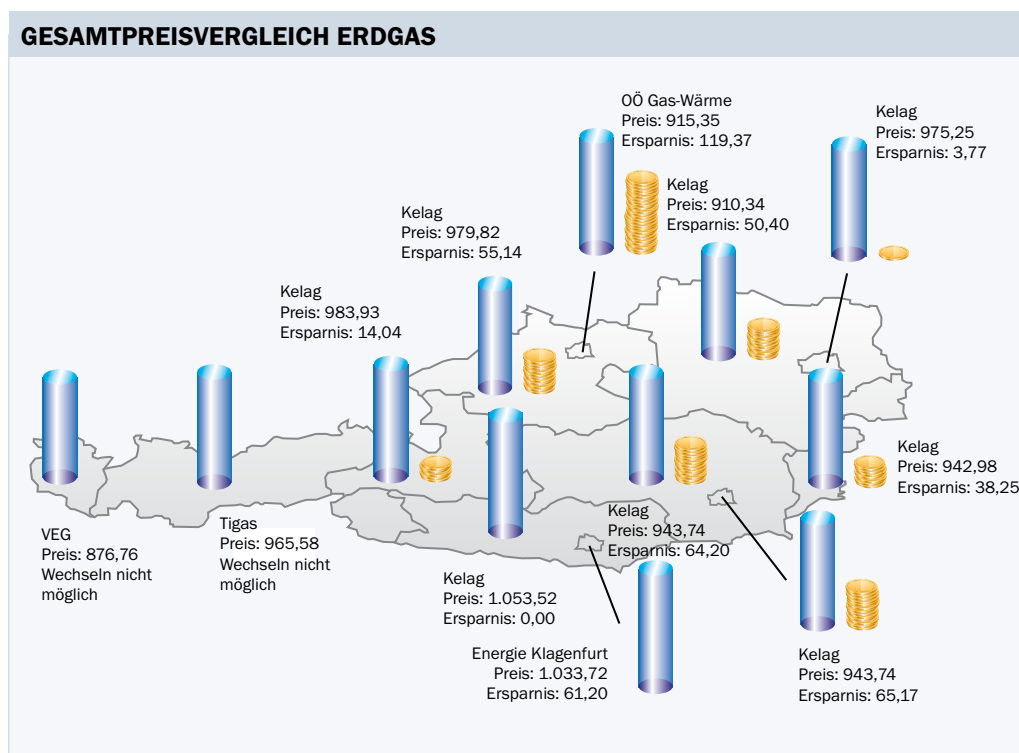 GESAMTPREISVERGLEICH ERDGAS
OÖ Gas-Wärme
Preis: 915,35
Ersparnis: 119,37
Kelag
Preis: 975,25
Ersparnis: 3,77
Kelag
Preis: 910,34
Ersparnis: 50,40
Kelag
Preis: 979,82
Ersparnis: 55,14
Kelag
Preis: 983,93
Ersparnis: 14,04
Kelag
Preis: 942,98
Ersparnis: 38,25
VEG
Preis: 876,76
Wechseln nicht
möglich
Tigas
Preis: 965,58
Wechseln nicht
möglich
Kelag
Preis: 943,74
Ersparnis: 64,20
Kelag
Preis: 1.053,52
Ersparnis: 0,00
Energie Klagenfurt
Preis: 1.033,72
Ersparnis: 61,20
Kelag
Preis: 943,74
Ersparnis: 65,17